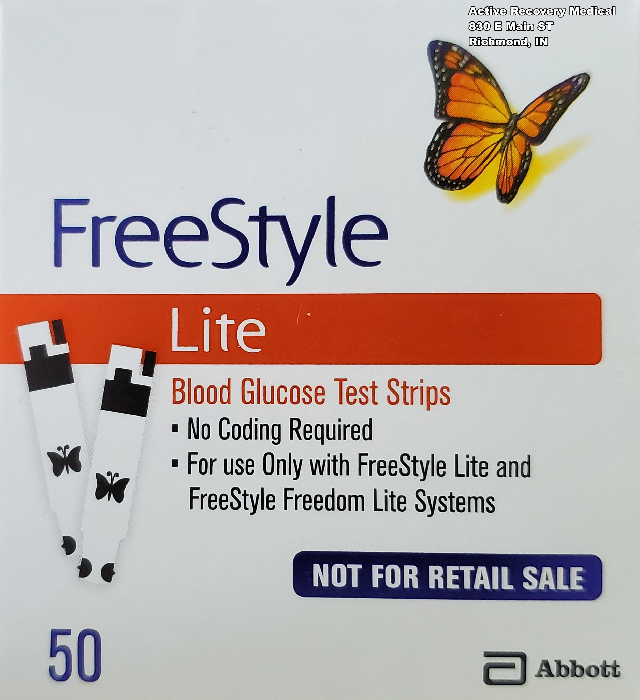 Active Recovery Medical
830 E Main ST
Richmond, IN
FreeStyle
Lite
Blood Glucose Test Strips
▪ No Coding Required
▪ For use Only with FreeStyle Lite and
FreeStyle Freedom Lite Systems
NOT FOR RETAIL SALE
50
Abbott